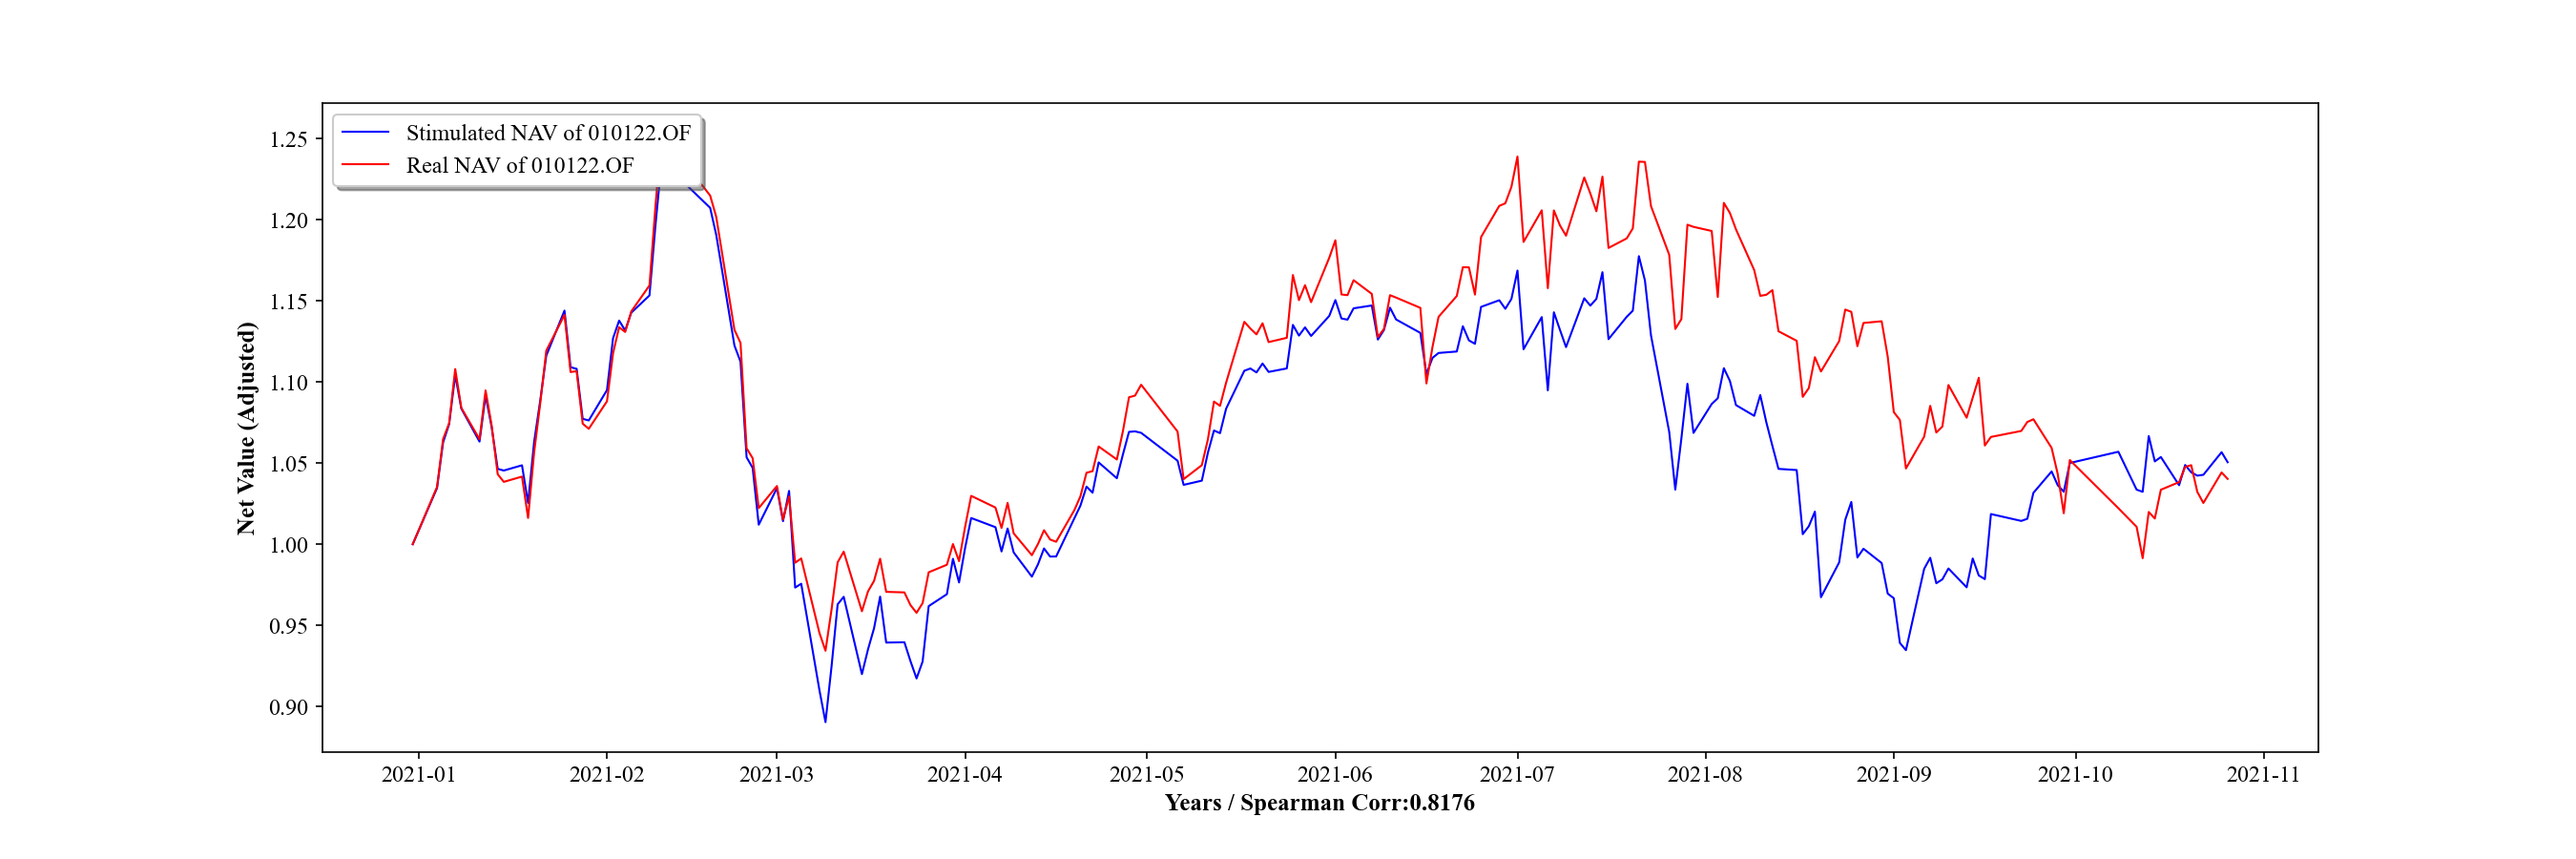 Stimulated NAV of 010122.OF
Real NAV of 010122.OF
Net Value (Adjusted)
1.25
1.20
1.15
1.10
1.05
1.00
0.95
0.90
2021-01 2021-02 2021-03 2021-04 2021-05 2021-06 2021-07 2021-08 2021-09 2021-10 2021-11
Years / Spearman Corr:0.8176